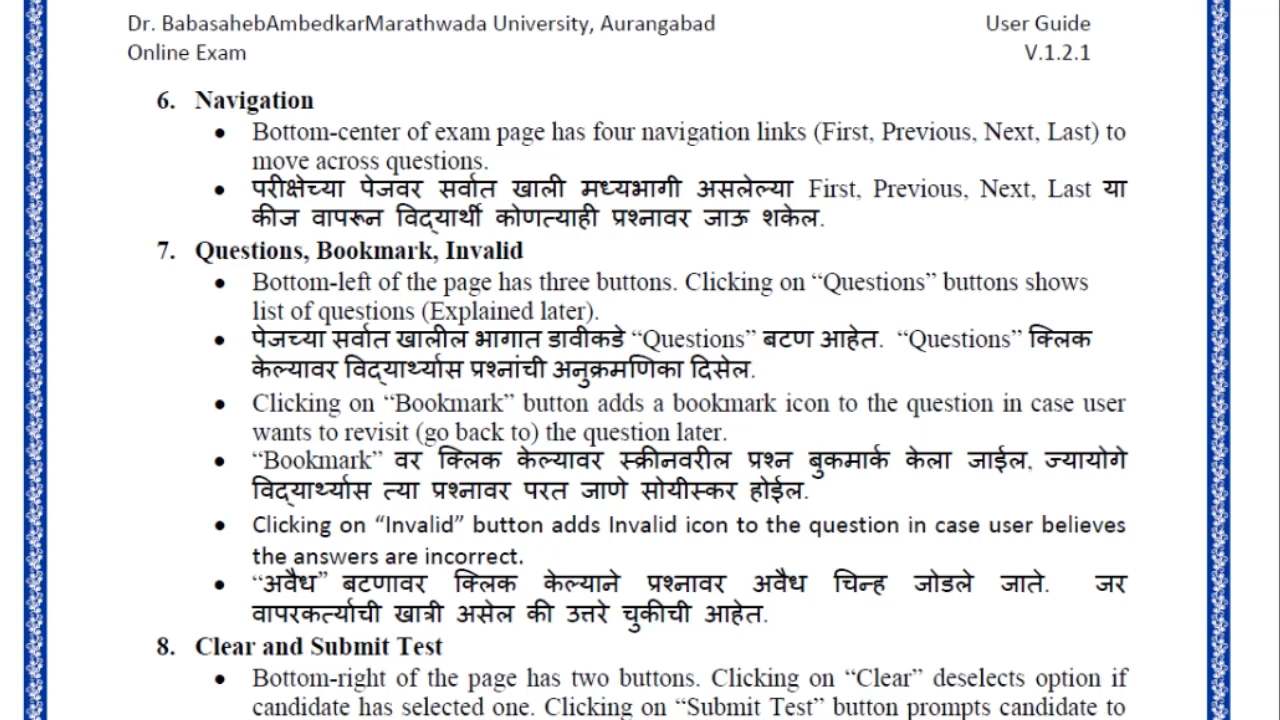 Dr. BabasahebAmbedkarMarathwada University, Aurangabad User Guide
Online Exam V.1.2.1
6. Navigation
• Bottom-center of exam page has four navigation links (First, Previous, Next, Last) to
move across questions.
• परीक्षेच्या पेजवर सर्वात खाली मध्यभागी असलेल्या First, Previous, Next, Last या
कीज वापरून विद्यार्थी कोणत्याही प्रश्नावर जाऊ शकेल.
7. Questions, Bookmark, Invalid
• Bottom-left of the page has three buttons. Clicking on “Questions” buttons shows
list of questions (Explained later).
• पेजच्या सर्वात खालील भागात डावीकडे “Questions” बटण आहेत. “Questions” क्लिक
केल्यावर विद्यार्थ्यास प्रश्नांची अनुक्रमणिका दिसेल.
• Clicking on “Bookmark” button adds a bookmark icon to the question in case user
wants to revisit (go back to) the question later.
• “Bookmark” वर क्लिक केल्यावर स्क्रीनवरील प्रश्न बुकमार्क केला जाईल, ज्यायोगे
विद्यार्थ्यास त्या प्रश्नावर परत जाणे सोयीस्कर होईल.
• Clicking on “Invalid” button adds Invalid icon to the question in case user believes
the answers are incorrect.
• “अवैध” बटणावर क्लिक केल्याने प्रश्नावर अवैध चिन्ह जोडले जाते. जर
वापरकर्त्याची खात्री असेल की उत्तरे चुकीची आहेत.
8. Clear and Submit Test
• Bottom-right of the page has two buttons. Clicking on “Clear” deselects option if
candidate has selected one. Clicking on “Submit Test” button prompts candidate to